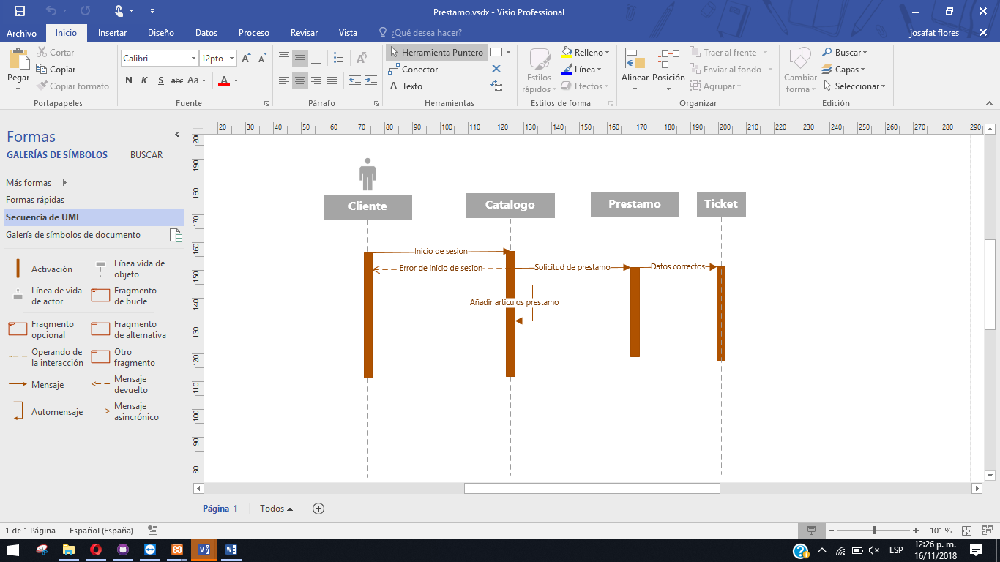 Prestamo.vsdx - Visio Professional
Archivo Inicio Insertar Diseño Datos Proceso Revisar Vista ¿Qué desea hacer? josafat flores
Pegar
Cortar
Copiar
Copiar formato
Portapapeles
Calibri 12pto A A
N K S abc Aa A
Fuente
Párrafo
Herramienta Puntero
Conector
A Texto
Herramientas
Estilos rápidos
Relleno
Línea
Efectos
Estilos de forma
Alinear Posición
Traer al frente
Enviar al fondo
Agrupar
Organizar
Cambiar forma
Buscar
Capas
Seleccionar
Edición
Formas
GALERÍAS DE SÍMBOLOS BUSCAR
Más formas
Formas rápidas
Secuencia de UML
Galería de símbolos de documento
Activación
Línea vida de
objeto
Línea de vida
de actor
Fragmento
de bucle
Fragmento
opcional
Fragmento
de alternativa
Operando de
la interacción
Otro
fragmento
Mensaje
Mensaje
devuelto
Automensaje
Mensaje
asincrónico
20 30 40 50 60 70 80 90 100 110 120 130 140 150 160 170 180 190 200 210 220 230 240 250 260 270 280 290
200
190
180
170
160
150
140
130
120
110
100
90
80
Cliente Catalogo Prestamo Ticket
Inicio de sesion
Error de inicio de sesion Solicitud de prestamo Datos correctos
Añadir articulos prestamo
Página-1 Todos
1 de 1 Página Español (España) 101 %
ESP 12:26 p. m.
16/11/2018